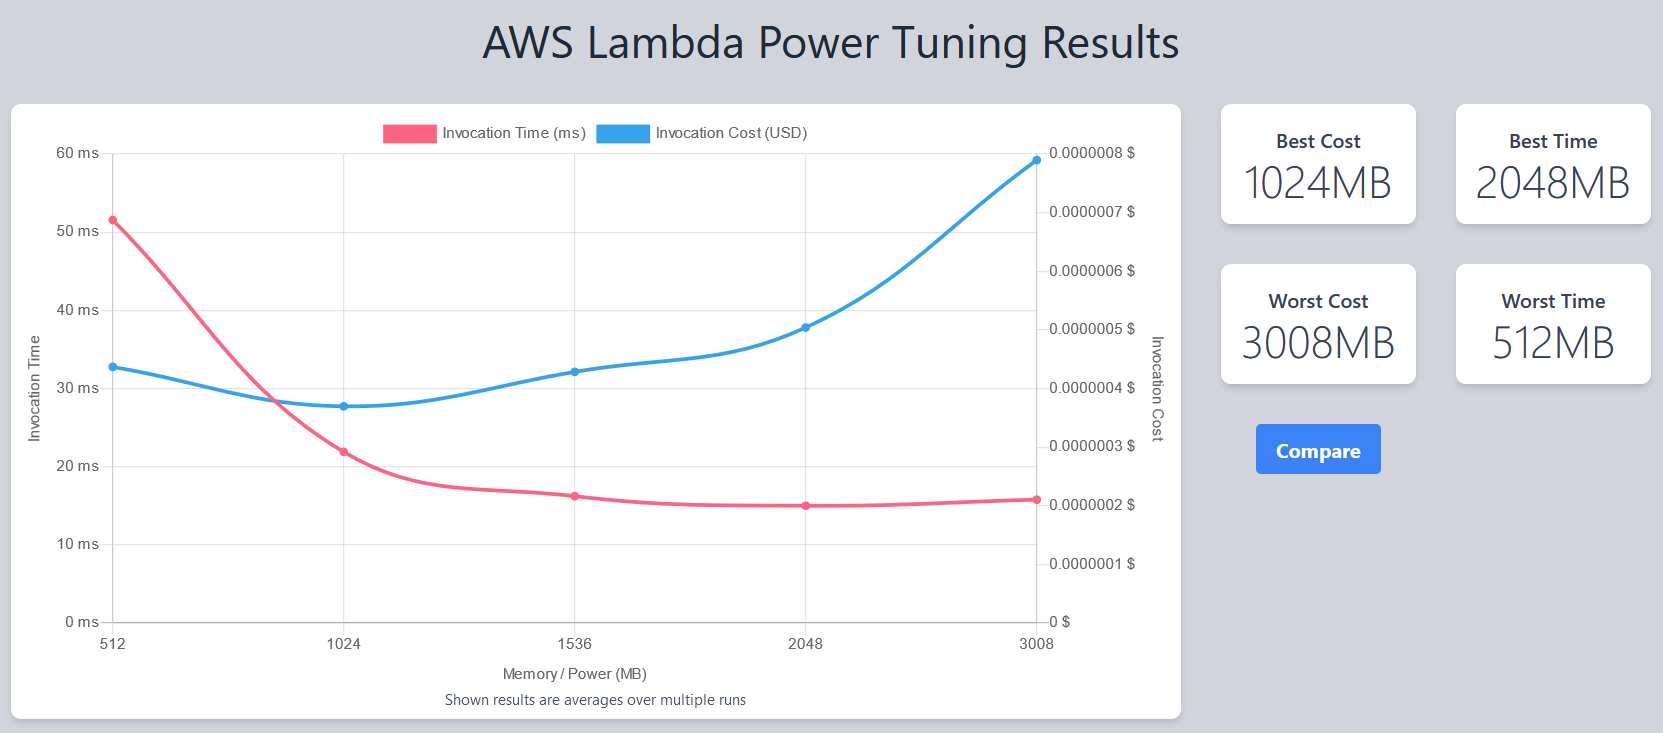 AWS Lambda Power Tuning Results
Invocation Time (ms) Invocation Cost (USD)
60 ms
50 ms
40 ms
30 ms
20 ms
10 ms
0 ms
Invocation Time
0.0000008 $
0.0000007 $
0.0000006 $
0.0000005 $
0.0000004 $
0.0000003 $
0.0000002 $
0.0000001 $
0 $
Invocation Cost
512 1024 1536 2048 3008
Memory / Power (MB)
Shown results are averages over multiple runs
Best Cost
1024MB
Best Time
2048MB
Worst Cost
3008MB
Worst Time
512MB
Compare